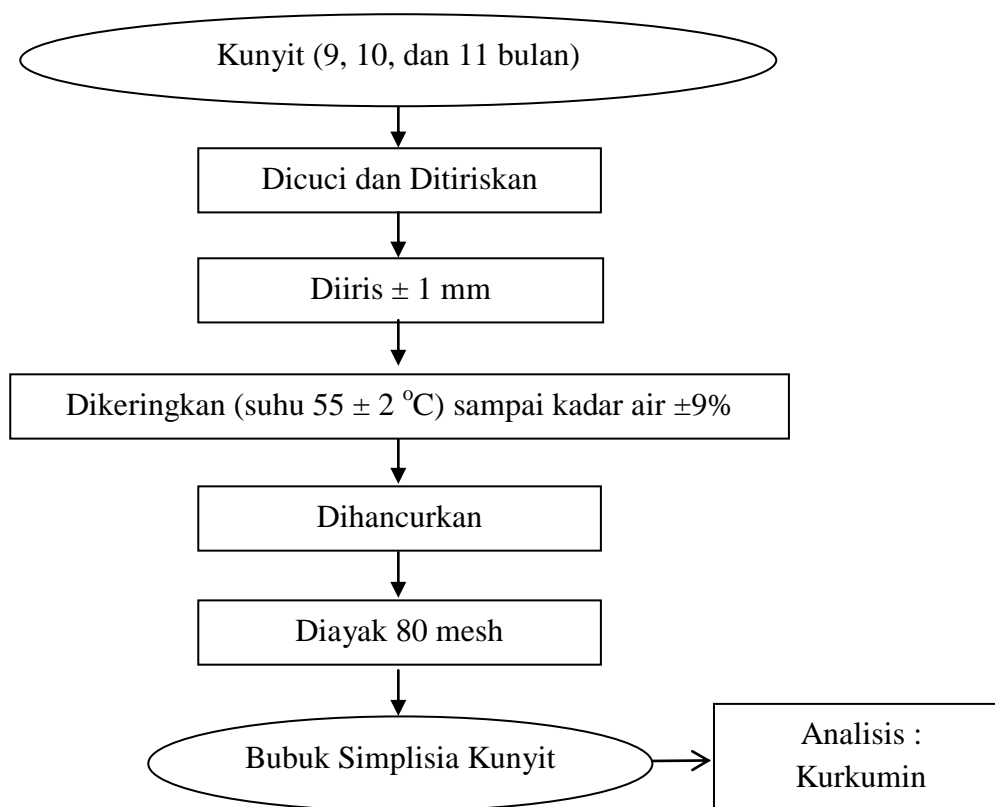 Kunyit (9, 10, dan 11 bulan)
Dicuci dan Ditiriskan
Diiris ± 1 mm
Dikeringkan (suhu 55 ± 2 °C) sampai kadar air ±9%
Dihancurkan
Diayak 80 mesh
Bubuk Simplisia Kunyit
Analisis :
Kurkumin